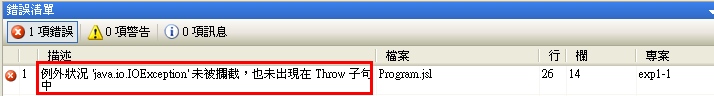 錯誤清單
1 項錯誤 0 項警告 0 項訊息
描述 檔案 行 欄 專案
1 例外狀況 'java.io.IOException' 未被攔截，也未出現在 Throw 子句 Program.jsl 26 14 exp1-1
中